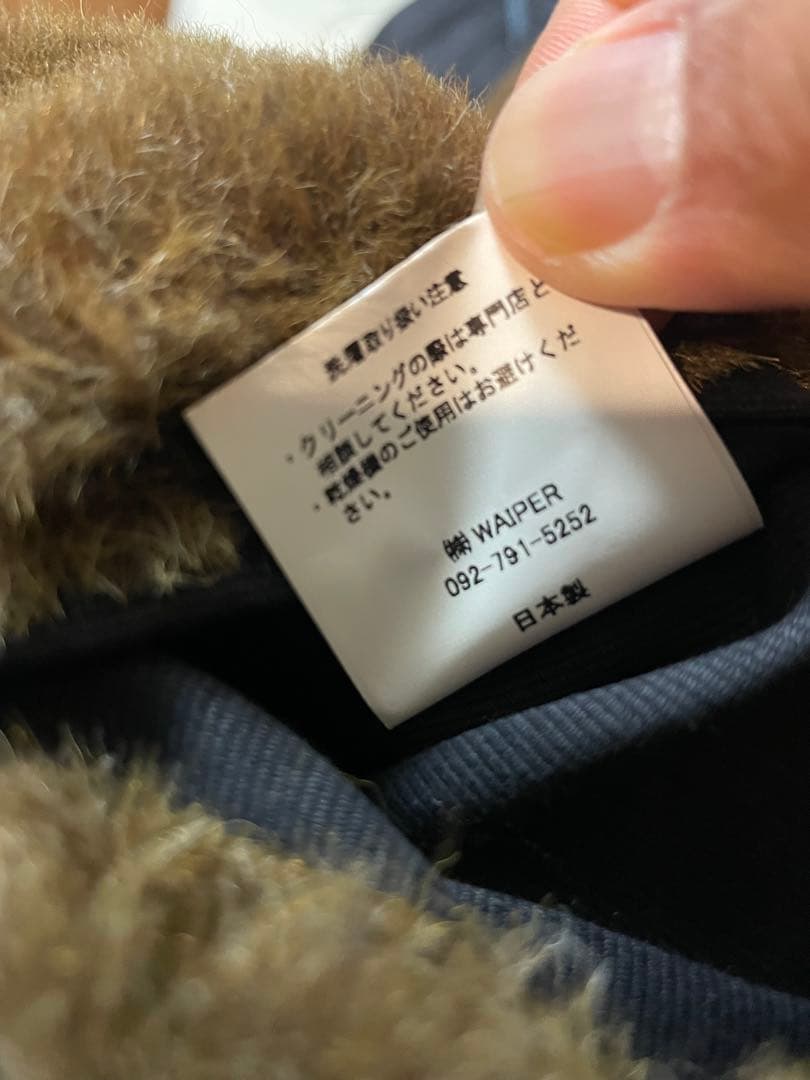 洗濯取り扱い注意
・クリーニングの際は専門店と
相談してください。
・乾燥機のご使用はお避けくだ
さい。
㈱ WAIPER
092-791-5252
日本製